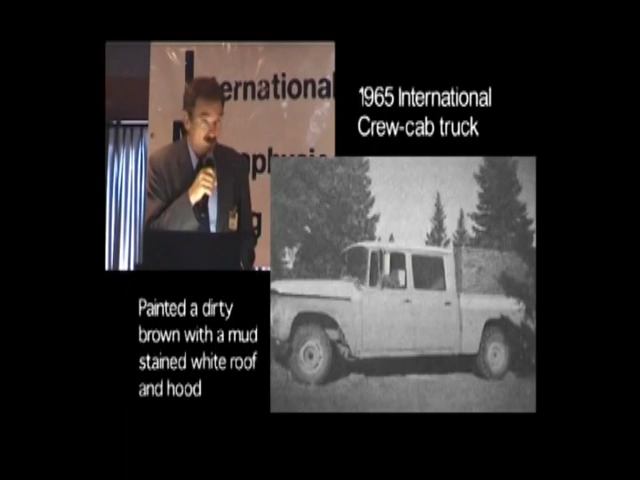 ernational
1965 International
Crew-cab truck
Painted a dirty
brown with a mud
stained white roof
and hood